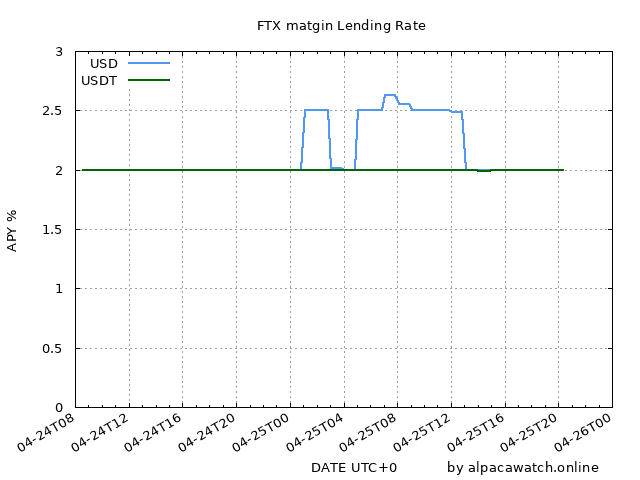 FTX matgin Lending Rate
USD
USDT
3
2.5
2
1.5
1
0.5
0
APY %
04-24T08
04-24T12
04-24T16
04-24T20
04-25T00
04-25T04
04-25T08
04-25T12
04-25T16
04-25T20
04-26T00
DATE UTC+0
by alpacawatch.online